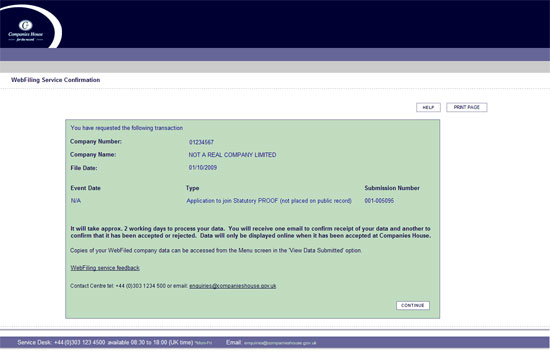 Companies House
for the record
WebFiling Service Confirmation
HELP PRINT PAGE
You have requested the following transaction
Company Number: 01234567
Company Name: NOT A REAL COMPANY LIMITED
File Date: 01/10/2009
Event Date Type Submission Number
N/A Application to join Statutory PROOF (not placed on public record) 001-005095
It will take approx. 2 working days to process your data. You will receive one email to confirm receipt of your data and another to
confirm that it has been accepted or rejected. Data will only be displayed online when it has been accepted at Companies House.
Copies of your WebFiled company data can be accessed from the Menu screen in the 'View Data Submitted' option.
WebFiling service feedback
Contact Centre tel: +44 (0)303 1234 500 or email: enquiries@companieshouse.gov.uk
CONTINUE
Service Desk: +44(0)303 123 4500 available 08:30 to 18:00 (UK time) *Mon-Fri Email: enquiries@companieshouse.gov.uk